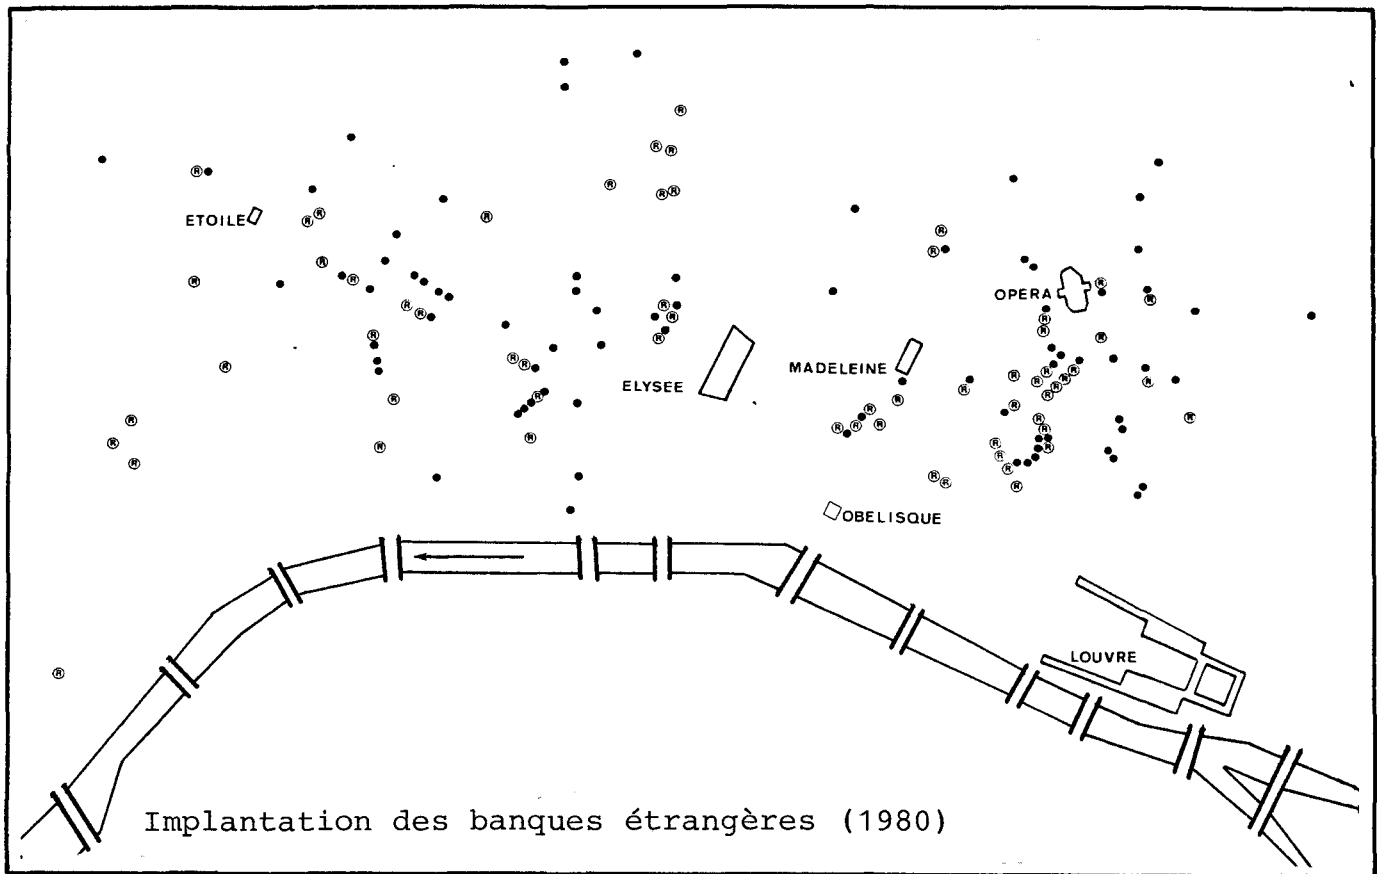 ETOILE
OPERA
MADELEINE
ELYSEE
OBELISQUE
LOUVRE
Implantation des banques étrangères (1980)